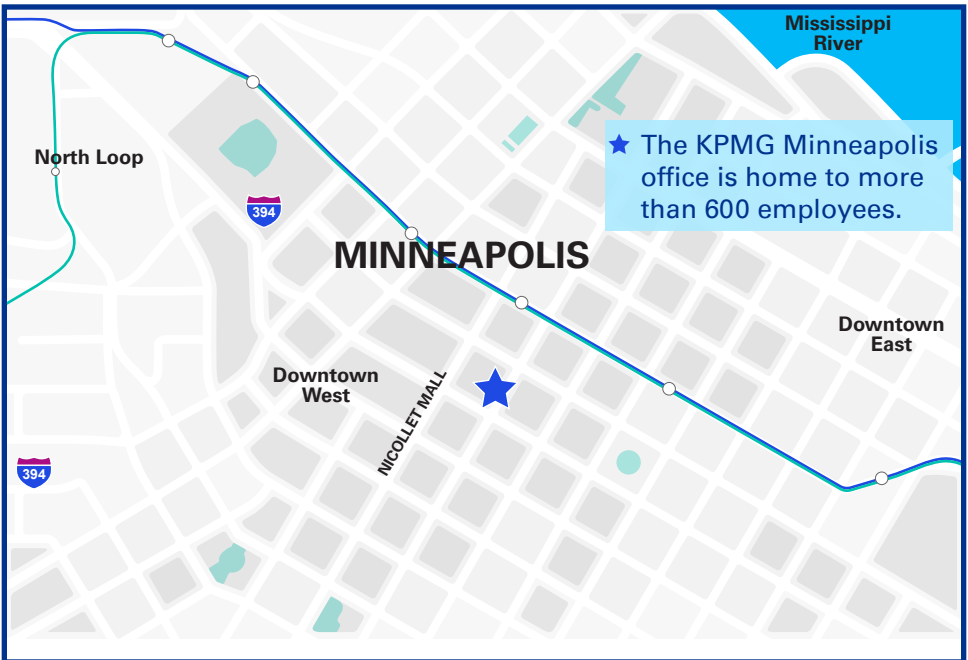 Mississippi
River
★ The KPMG Minneapolis
office is home to more
than 600 employees.
North Loop
394
MINNEAPOLIS
Downtown
East
Downtown
West
NICOLLET MALL
394